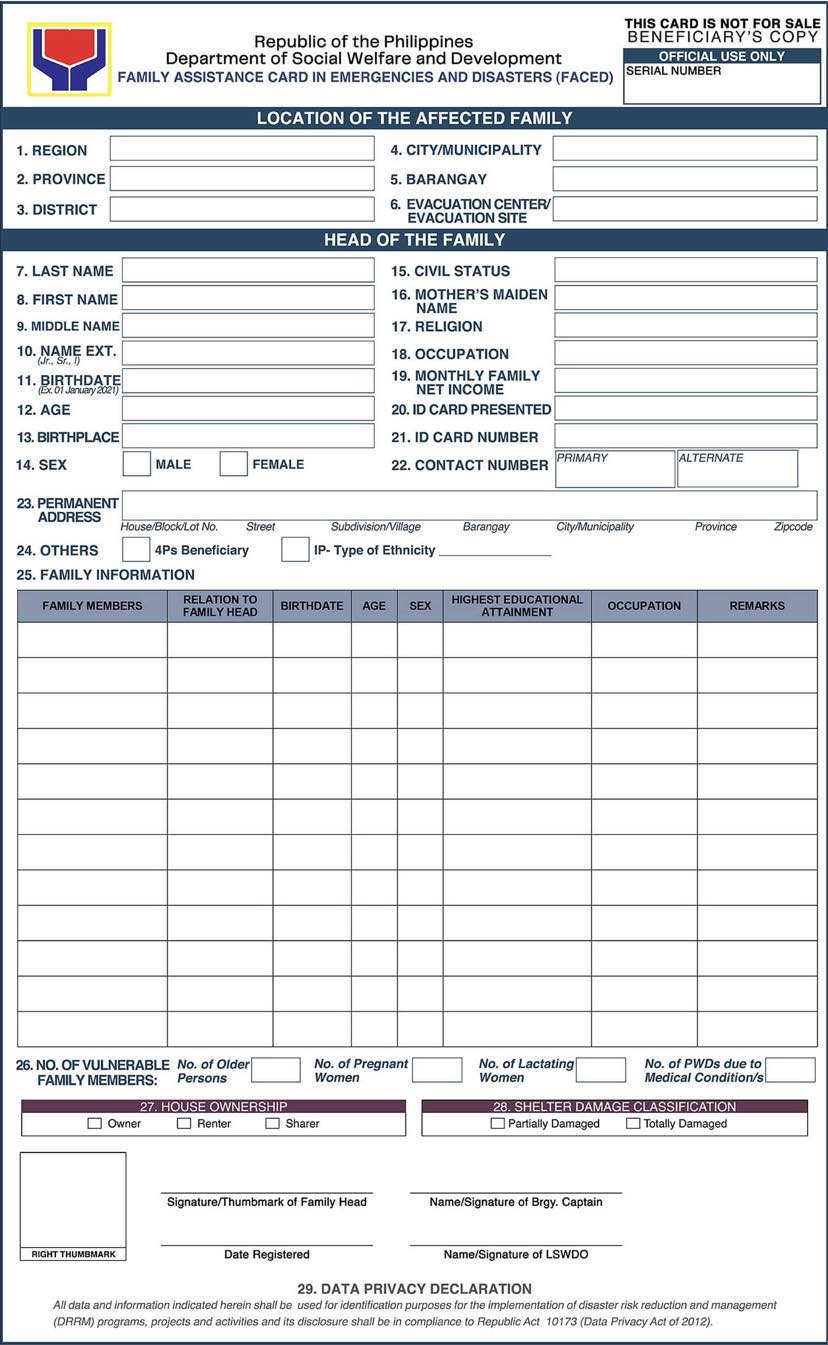 THIS CARD IS NOT FOR SALE
BENEFICIARY'S COPY
Republic of the Philippines
Department of Social Welfare and Development
FAMILY ASSISTANCE CARD IN EMERGENCIES AND DISASTERS (FACED)
OFFICIAL USE ONLY
SERIAL NUMBER
LOCATION OF THE AFFECTED FAMILY
1. REGION
2. PROVINCE
3. DISTRICT
4. CITY/MUNICIPALITY
5. BARANGAY
6. EVACUATION CENTER/
EVACUATION SITE
HEAD OF THE FAMILY
7. LAST NAME
8. FIRST NAME
9. MIDDLE NAME
10. NAME EXT.
(Jr., Sr., I)
11. BIRTHDATE
(Ex. 01 January 2021)
12. AGE
13. BIRTHPLACE
14. SEX MALE FEMALE
15. CIVIL STATUS
16. MOTHER'S MAIDEN
NAME
17. RELIGION
18. OCCUPATION
19. MONTHLY FAMILY
NET INCOME
20. ID CARD PRESENTED
21. ID CARD NUMBER
22. CONTACT NUMBER PRIMARY ALTERNATE
23. PERMANENT
ADDRESS
House/Block/Lot No. Street Subdivision/Village Barangay City/Municipality Province Zipcode
24. OTHERS 4Ps Beneficiary IP- Type of Ethnicity
25. FAMILY INFORMATION
FAMILY MEMBERS
RELATION TO
FAMILY HEAD
BIRTHDATE
AGE
SEX
HIGHEST EDUCATIONAL
ATTAINMENT
OCCUPATION
REMARKS
26. NO. OF VULNERABLE
FAMILY MEMBERS:
No. of Older
Persons
No. of Pregnant
Women
No. of Lactating
Women
No. of PWDs due to
Medical Condition/s
27. HOUSE OWNERSHIP
Owner Renter Sharer
28. SHELTER DAMAGE CLASSIFICATION
Partially Damaged Totally Damaged
RIGHT THUMBMARK
Signature/Thumbmark of Family Head
Name/Signature of Brgy. Captain
Date Registered
Name/Signature of LSWDO
29. DATA PRIVACY DECLARATION
All data and information indicated herein shall be used for identification purposes for the implementation of disaster risk reduction and management
(DRRM) programs, projects and activities and its disclosure shall be in compliance to Republic Act 10173 (Data Privacy Act of 2012).